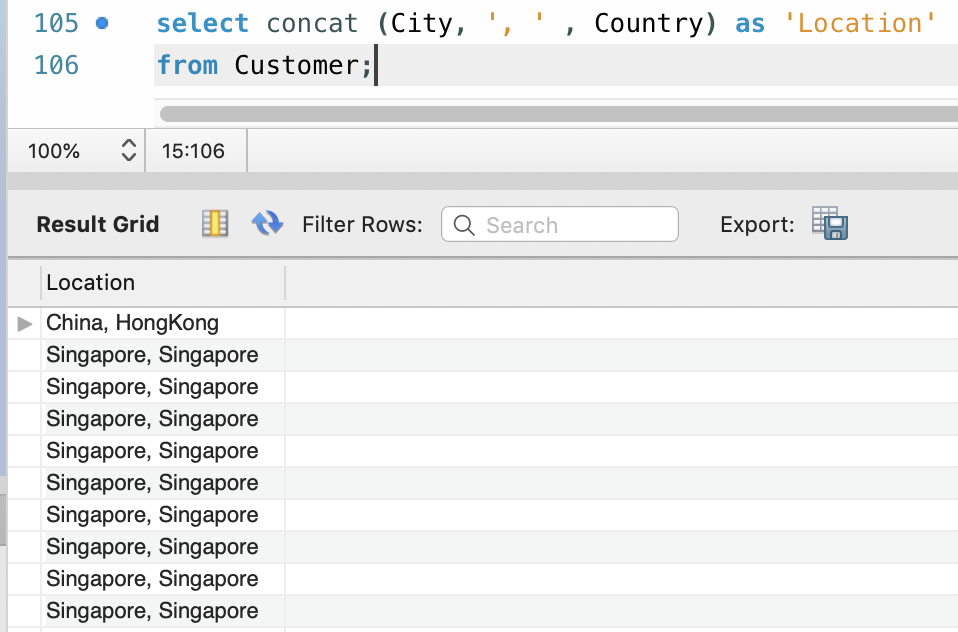 105 select concat (City, ', ' , Country) as 'Location'
106 from Customer;
100% 15:106
Result Grid Filter Rows: Search Export:
Location
China, HongKong
Singapore, Singapore
Singapore, Singapore
Singapore, Singapore
Singapore, Singapore
Singapore, Singapore
Singapore, Singapore
Singapore, Singapore
Singapore, Singapore
Singapore, Singapore